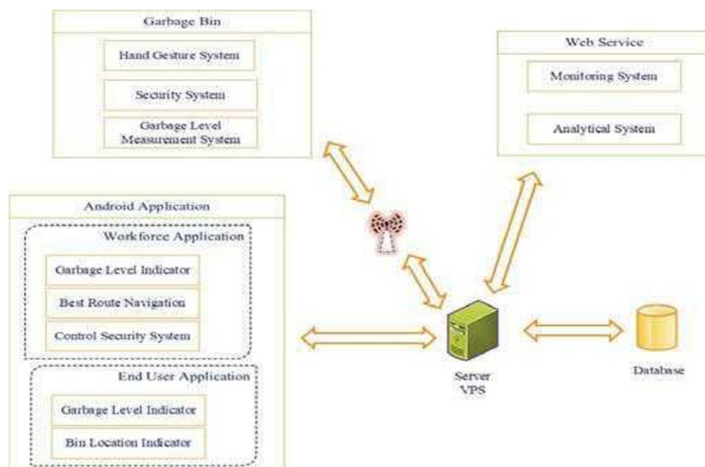 Garbage Bin
Hand Gesture System
Security System
Garbage Level
Measurement System
Web Service
Monitoring System
Analytical System
Android Application
Workforce Application
Garbage Level Indicator
Best Route Navigation
Control Security System
End User Application
Garbage Level Indicator
Bin Location Indicator
Server
VPS
Database